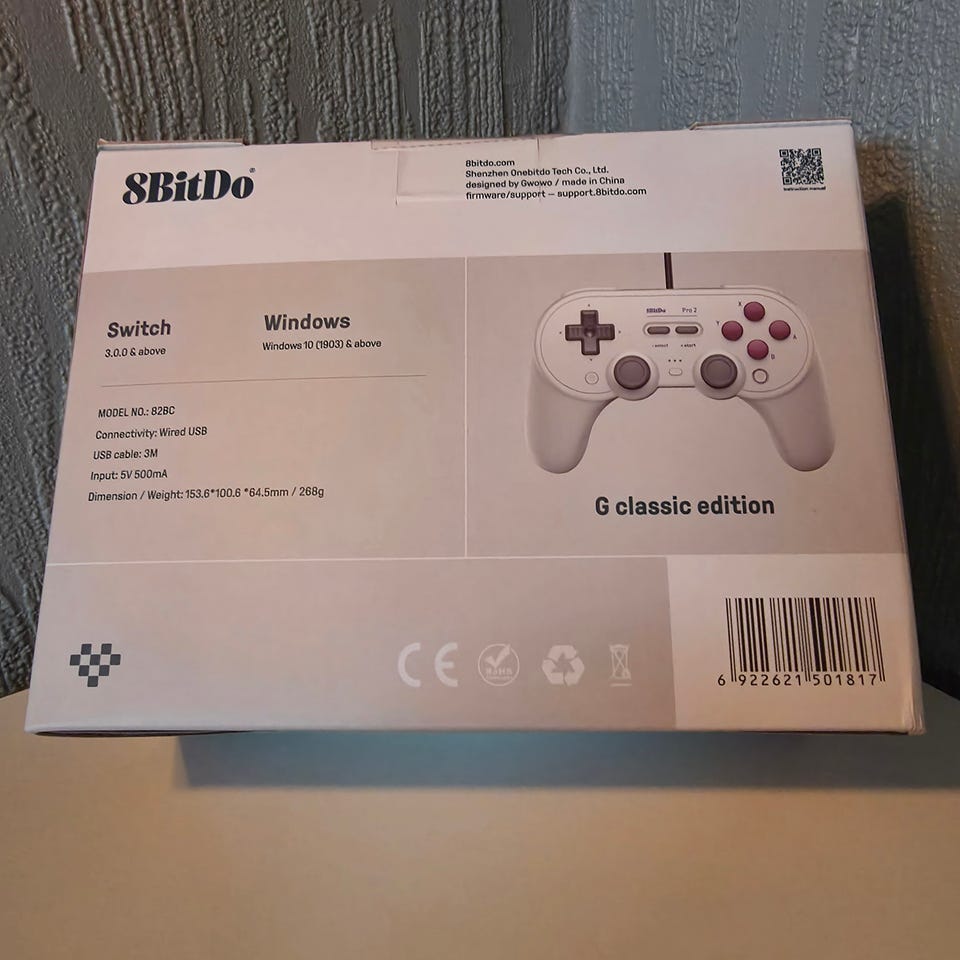 8BitDo®
8bitdo.com
Shenzhen Onebitdo Tech Co., Ltd.
designed by Gwowo / made in China
firmware/support – support.8bitdo.com
instruction manual
Switch
3.0.0 & above
Windows
Windows 10 (1903) & above
MODEL NO.: 82BC
Connectivity: Wired USB
USB cable: 3M
Input: 5V 500mA
Dimension / Weight: 153.6*100.6 *64.5mm / 268g
8BitDo Pro 2
select start
X
Y
A
B
G classic edition
CE
RoHS
6 922621 501817